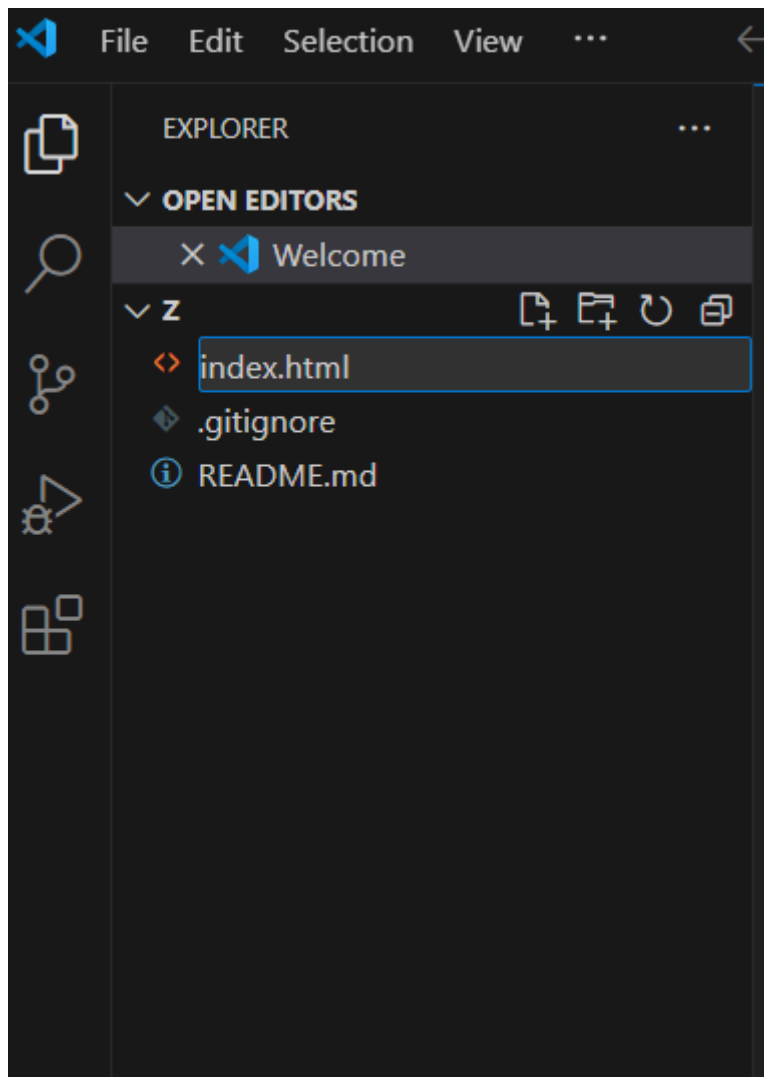 File Edit Selection View ...
EXPLORER ...
OPEN EDITORS
Welcome
Z
index.html
.gitignore
README.md